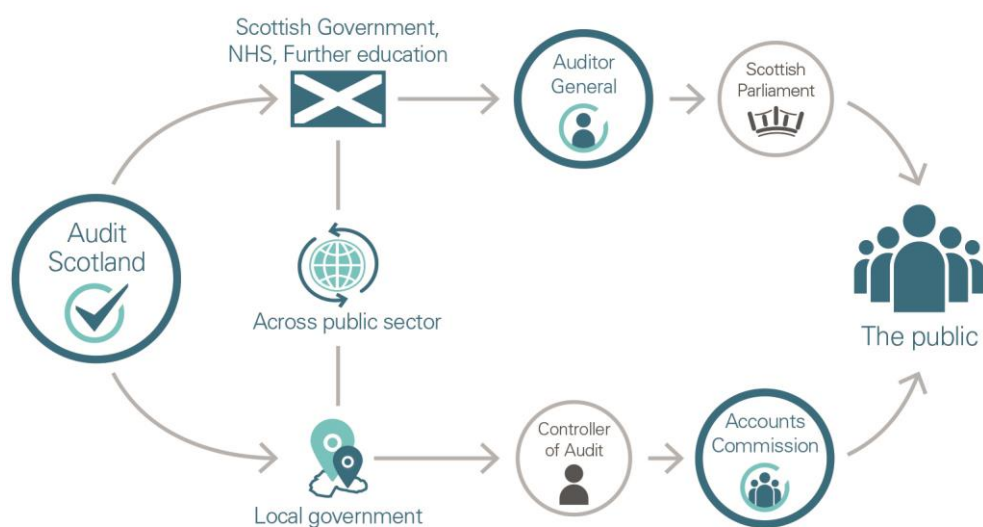 Scottish Government,
NHS, Further education
Auditor
General
Scottish
Parliament
Audit
Scotland
Across public sector
The public
Controller
of Audit
Accounts
Commission
Local government